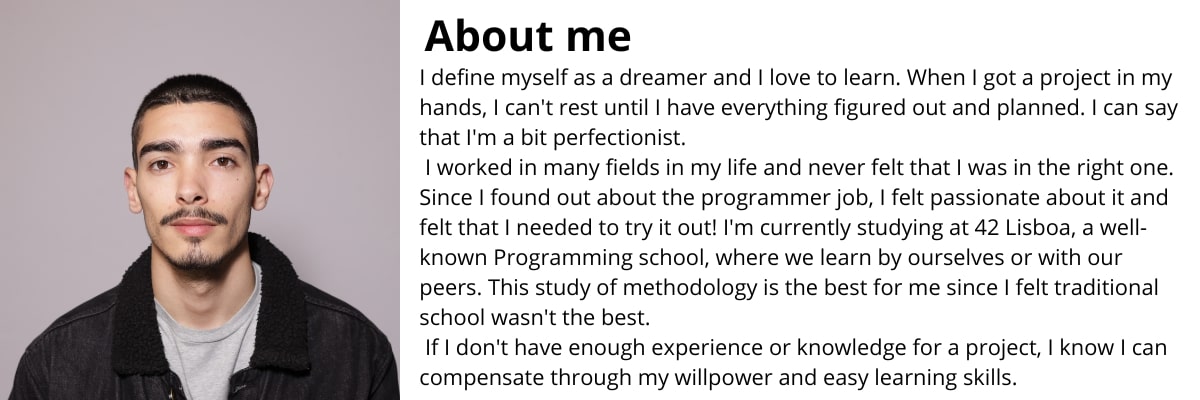 About me
I define myself as a dreamer and I love to learn. When I got a project in my
hands, I can't rest until I have everything figured out and planned. I can say
that I'm a bit perfectionist.
I worked in many fields in my life and never felt that I was in the right one.
Since I found out about the programmer job, I felt passionate about it and
felt that I needed to try it out! I'm currently studying at 42 Lisboa, a well-
known Programming school, where we learn by ourselves or with our
peers. This study of methodology is the best for me since I felt traditional
school wasn't the best.
If I don't have enough experience or knowledge for a project, I know I can
compensate through my willpower and easy learning skills.